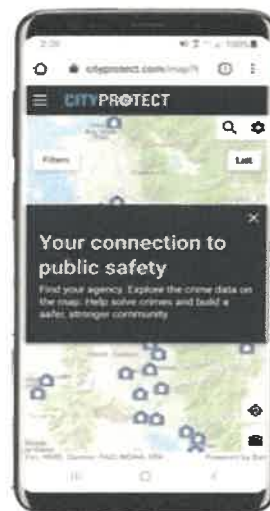 cityprotect.com/map/
CITYPROTECT
Filters
List
Your connection to
public safety
Find your agency. Explore the crime data on
the map. Help solve crimes and build a
safer, stronger community